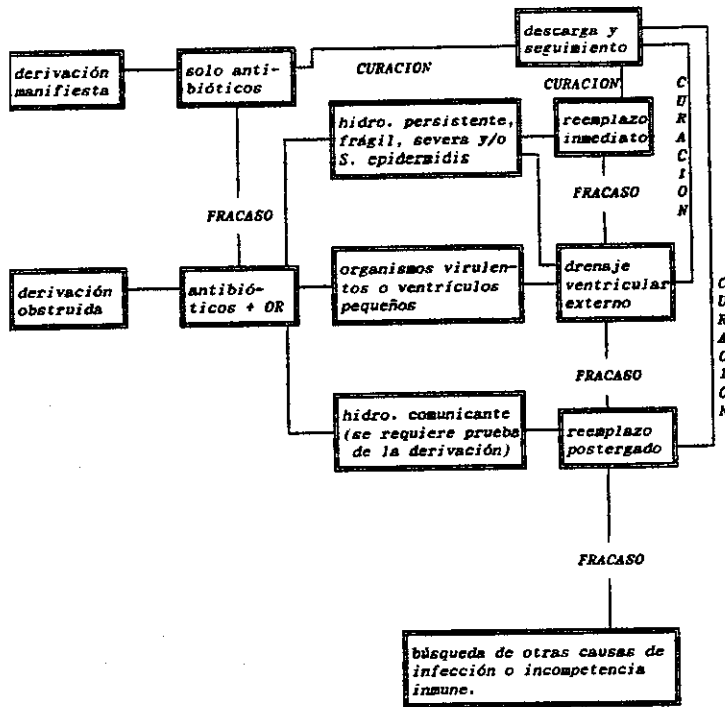 descarga y
seguimiento
derivación
manifiesta
solo anti-
bióticos
CURACION
CURACION
CURACION
hidro. persistente,
frágil, severa y/o
S. epidermidis
reemplazo
inmediato
FRACASO
FRACASO
derivación
obstruida
antibió-
ticos + OR
organismos virulen-
tos o ventrículos
pequeños
drenaje
ventricular
externo
CURACION
FRACASO
hidro. comunicante
(se requiere prueba
de la derivación)
reemplazo
postergado
FRACASO
búsqueda de otras causas de
infección o incompetencia
inmune.